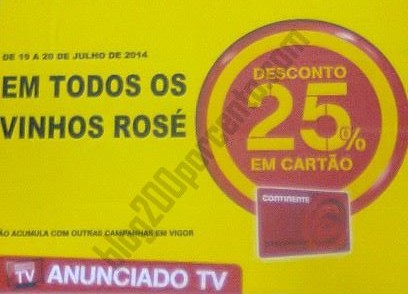 DE 19 A 20 DE JULHO DE 2014
EM TODOS OS
VINHOS ROSÉ
DESCONTO
25%
EM CARTÃO
CONTINENTE
ÃO ACUMULA COM OUTRAS CAMPANHAS EM VIGOR
TV ANUNCIADO TV
blog200porcento.com